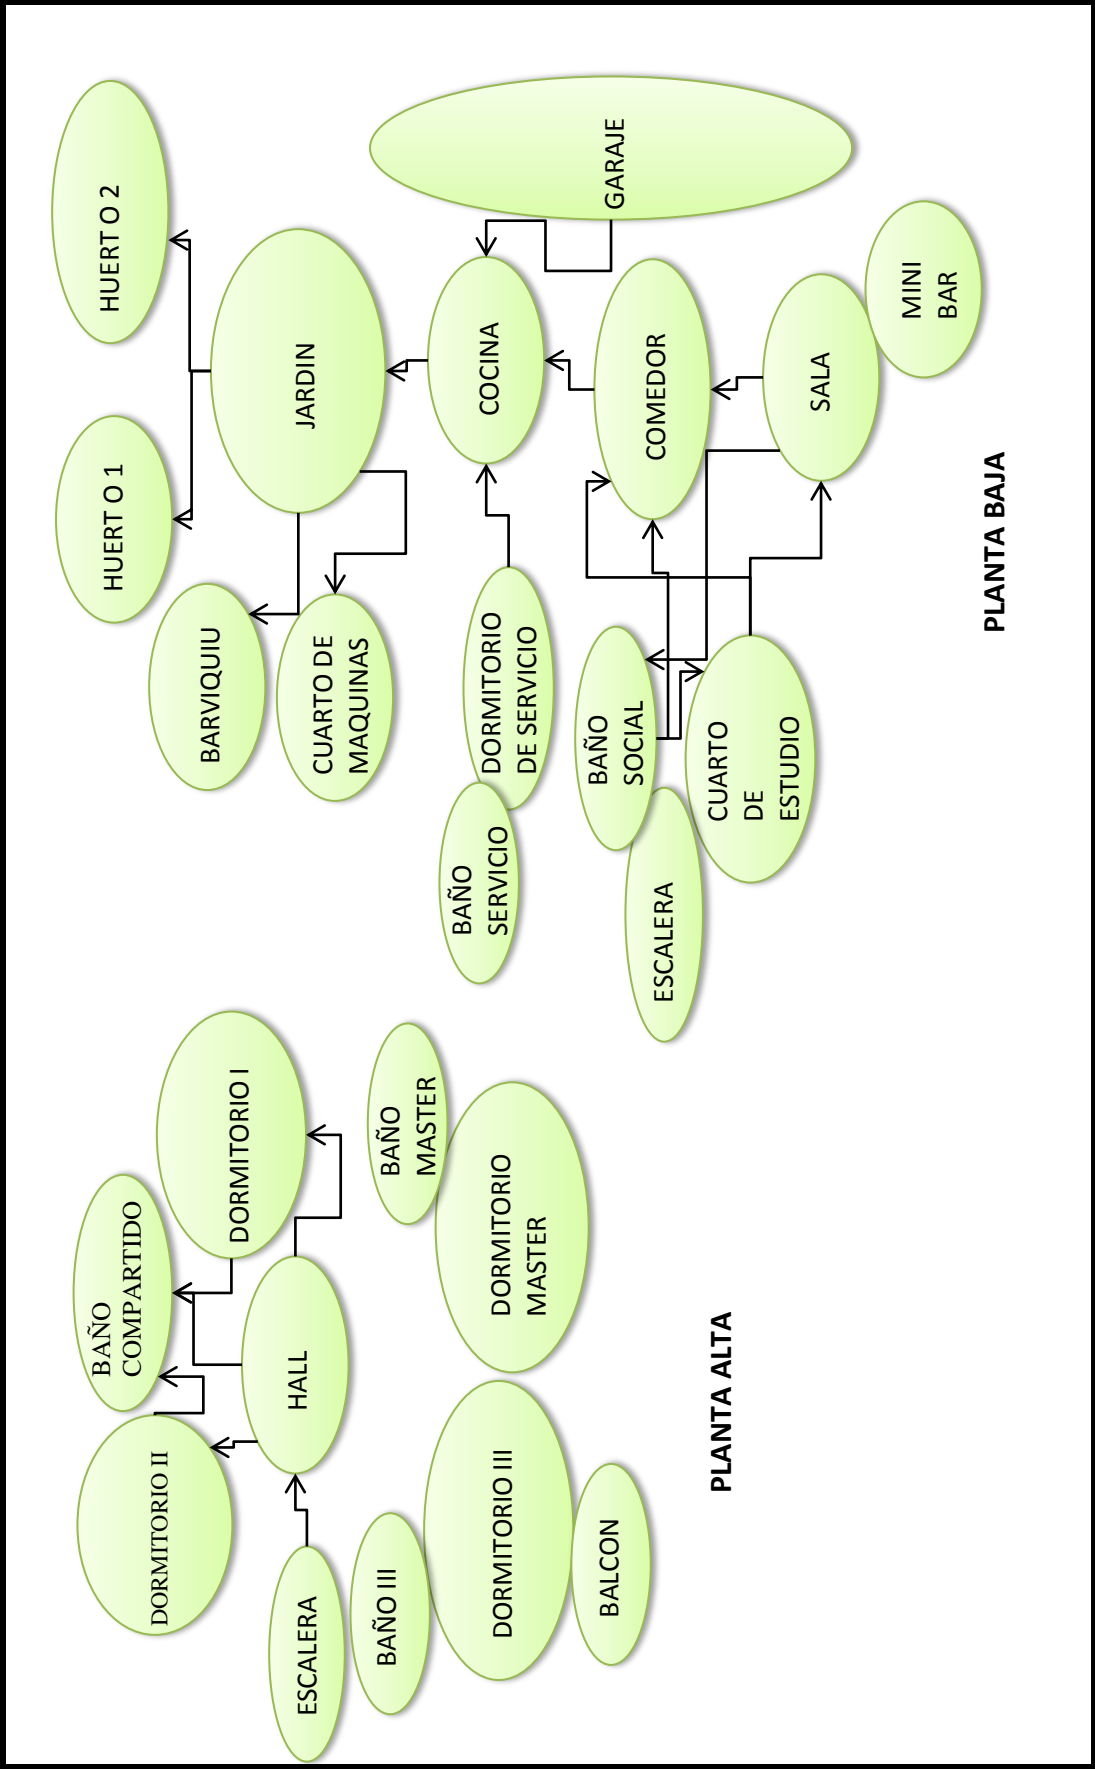 DORMITORIO II
BAÑO
COMPARTIDO
DORMITORIO I
HALL
ESCALERA
BAÑO III
DORMITORIO III
BALCON
BAÑO
MASTER
DORMITORIO
MASTER
PLANTA ALTA
HUERT O 1
HUERT O 2
BARVIQUIU
JARDIN
CUARTO DE
MAQUINAS
BAÑO
SERVICIO
DORMITORIO
DE SERVICIO
COCINA
GARAJE
ESCALERA
BAÑO
SOCIAL
COMEDOR
CUARTO
DE
ESTUDIO
SALA
MINI
BAR
PLANTA BAJA